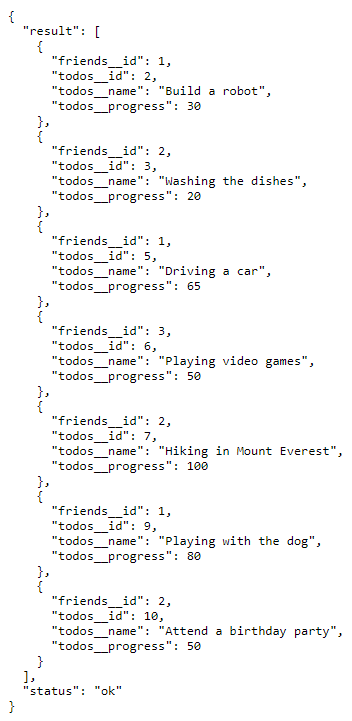 {
  "result": [
    {
      "friends__id": 1,
      "todos__id": 2,
      "todos__name": "Build a robot",
      "todos__progress": 30
    },
    {
      "friends__id": 2,
      "todos__id": 3,
      "todos__name": "Washing the dishes",
      "todos__progress": 20
    },
    {
      "friends__id": 1,
      "todos__id": 5,
      "todos__name": "Driving a car",
      "todos__progress": 65
    },
    {
      "friends__id": 3,
      "todos__id": 6,
      "todos__name": "Playing video games",
      "todos__progress": 50
    },
    {
      "friends__id": 2,
      "todos__id": 7,
      "todos__name": "Hiking in Mount Everest",
      "todos__progress": 100
    },
    {
      "friends__id": 1,
      "todos__id": 9,
      "todos__name": "Playing with the dog",
      "todos__progress": 80
    },
    {
      "friends__id": 2,
      "todos__id": 10,
      "todos__name": "Attend a birthday party",
      "todos__progress": 50
    }
  ],
  "status": "ok"
}